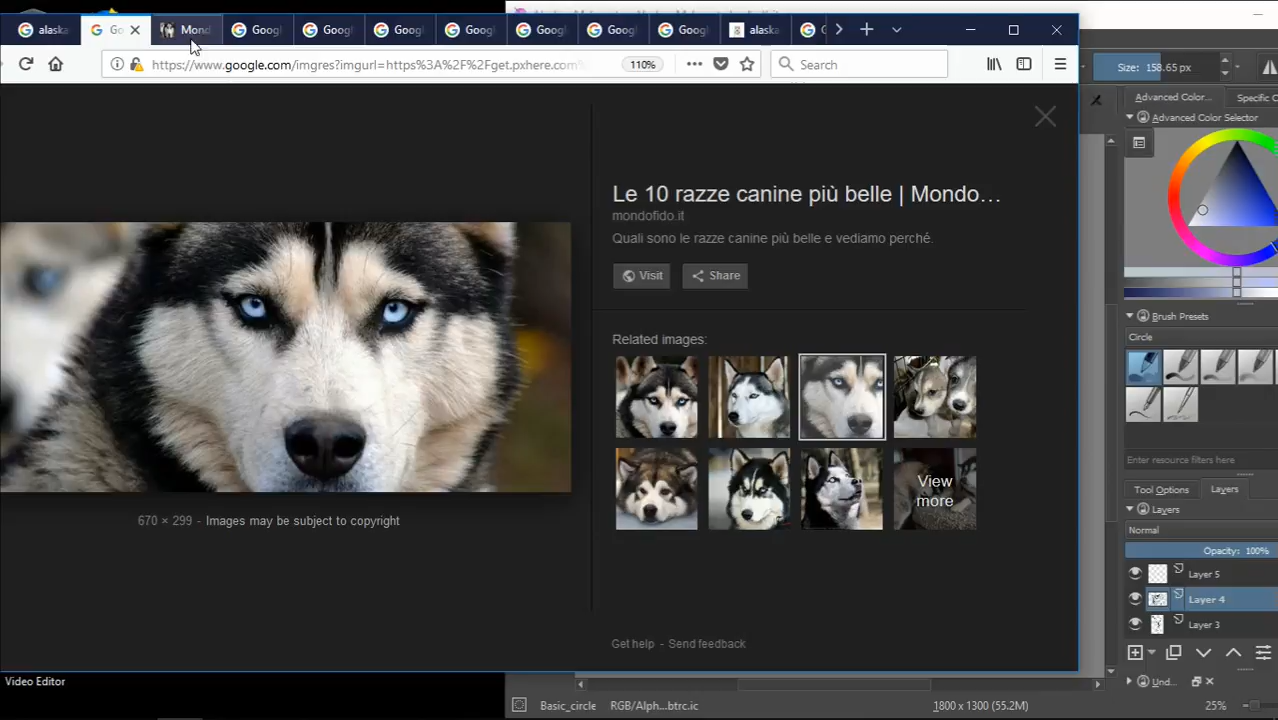 alaska
Go
Mond
Googl
Googl
Googl
Googl
Googl
Googl
Googl
alaska
G
https://www.google.com/imgres?imgurl=https%3A%2F%2Fget.pxhere.com%
110%
Search
Le 10 razze canine più belle | Mondo…
mondofido.it
Quali sono le razze canine più belle e vediamo perché.
Visit
Share
Related images:
View more
670 × 299 - Images may be subject to copyright
Get help - Send feedback
Size: 158.65 px
Advanced Color...
Specific C
Advanced Color Selector
Brush Presets
Circle
Enter resource filters here
Tool Options
Layers
Layers
Normal
Opacity: 100%
Layer 5
Layer 4
Layer 3
Und...
Video Editor
Basic_circle
RGB/Alph...btrc.ic
1800 x 1300 (55.2M)
25%